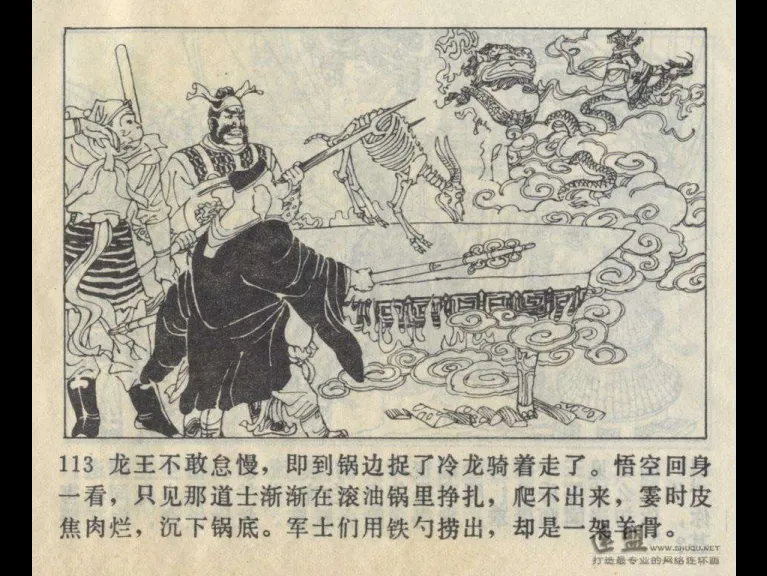 113 龙王不敢怠慢，即到锅边捉了冷龙骑着走了。悟空回身
一看，只见那道士渐渐在滚油锅里挣扎，爬不出来，霎时皮
焦肉烂，沉下锅底。军士们用铁勺捞出，却是一架羊骨。
WWW.SHUQU.NET
打造最专业的网络连环画